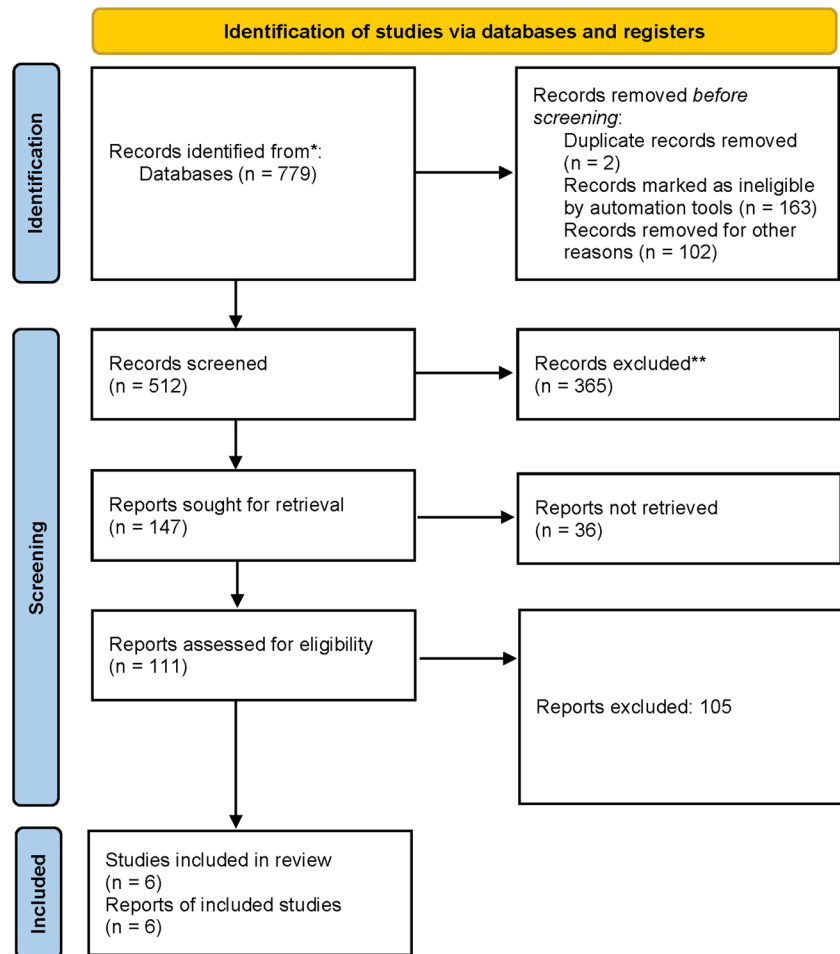 Identification of studies via databases and registers
Identification
Records identified from*:
Databases (n = 779)
Records removed before
screening:
Duplicate records removed
(n = 2)
Records marked as ineligible
by automation tools (n = 163)
Records removed for other
reasons (n = 102)
Screening
Records screened
(n = 512)
Records excluded**
(n = 365)
Reports sought for retrieval
(n = 147)
Reports not retrieved
(n = 36)
Reports assessed for eligibility
(n = 111)
Reports excluded: 105
Included
Studies included in review
(n = 6)
Reports of included studies
(n = 6)